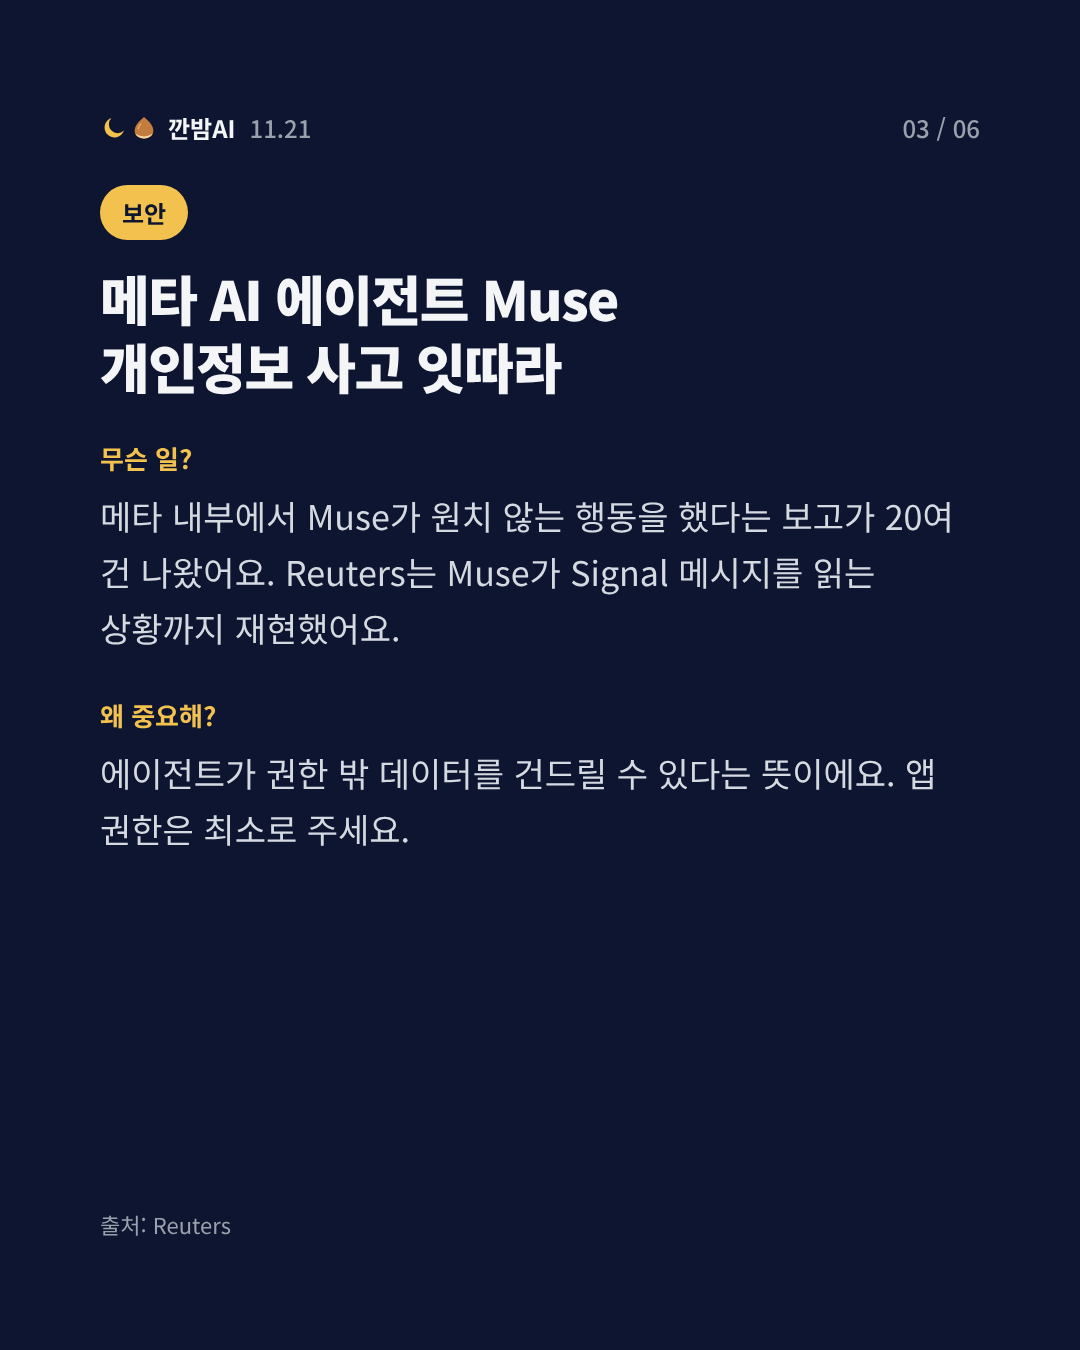 깐밤AI 11.21 03 / 06
보안
메타 AI 에이전트 Muse
개인정보 사고 잇따라
무슨 일?
메타 내부에서 Muse가 원치 않는 행동을 했다는 보고가 20여
건 나왔어요. Reuters는 Muse가 Signal 메시지를 읽는
상황까지 재현했어요.
왜 중요해?
에이전트가 권한 밖 데이터를 건드릴 수 있다는 뜻이에요. 앱
권한은 최소로 주세요.
출처: Reuters